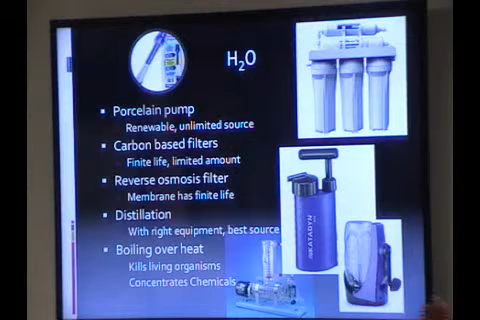 H₂O
Porcelain pump
Renewable, unlimited source
Carbon based filters
Finite life, limited amount
Reverse osmosis filter
Membrane has finite life
Distillation
With right equipment, best source
Boiling over heat
Kills living organisms
Concentrates Chemicals
KATADYN